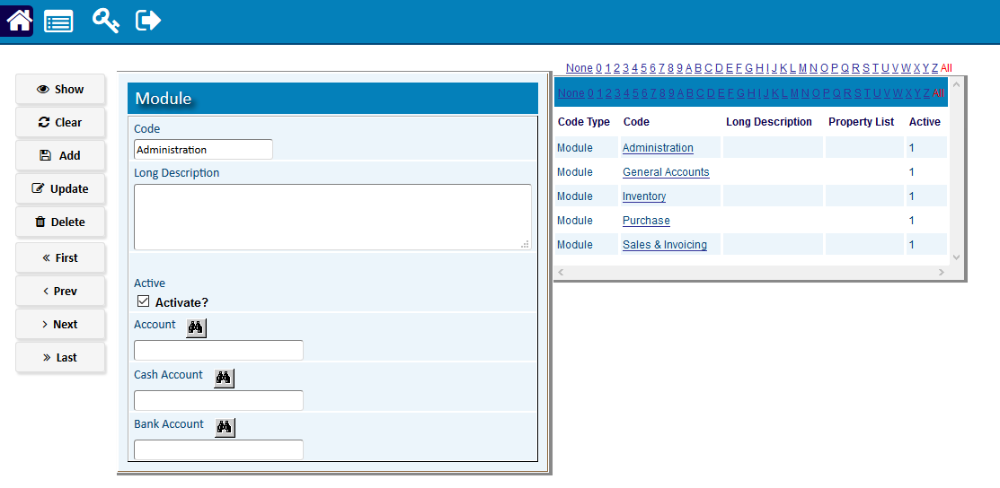 Show
Clear
Add
Update
Delete
First
Prev
Next
Last
Module
Code
Administration
Long Description
Active
Activate?
Account
Cash Account
Bank Account
None 0 1 2 3 4 5 6 7 8 9 A B C D E F G H I J K L M N O P Q R S T U V W X Y Z All
None 0 1 2 3 4 5 6 7 8 9 A B C D E F G H I J K L M N O P Q R S T U V W X Y Z All
Code Type Code Long Description Property List Active
Module Administration 1
Module General Accounts 1
Module Inventory 1
Module Purchase 1
Module Sales & Invoicing 1